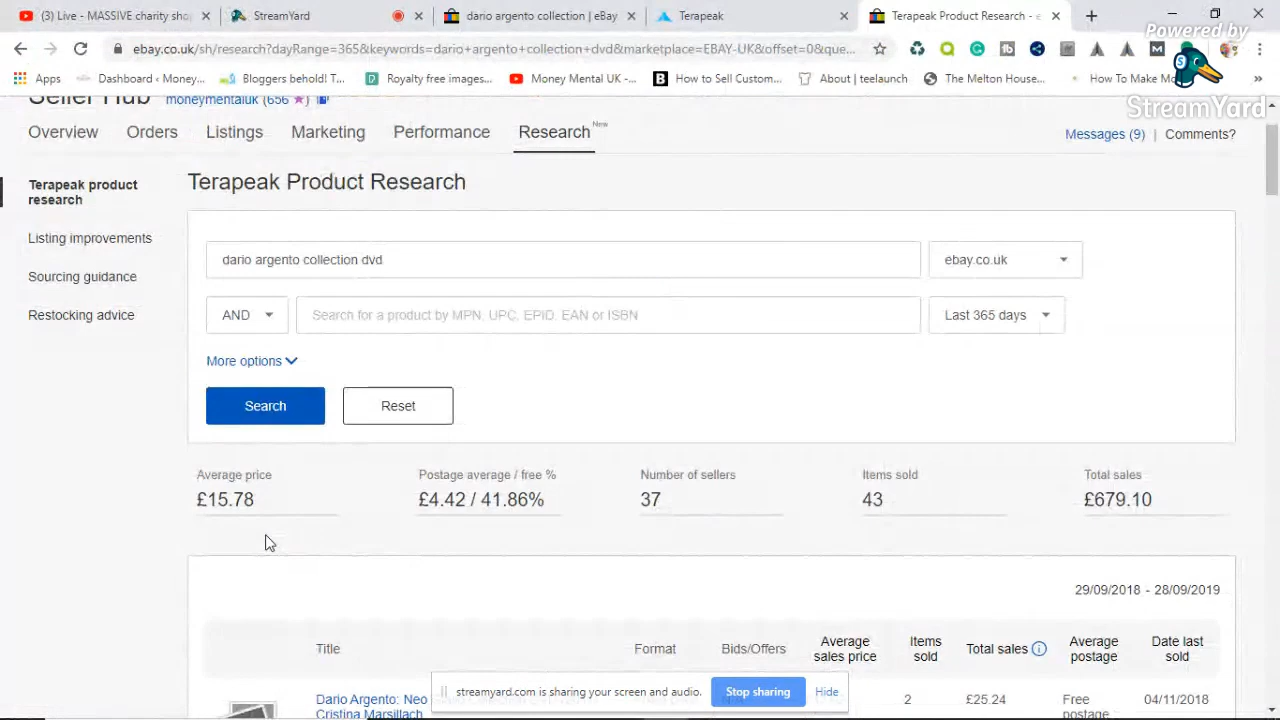 (3) Live - MASSIVE charity shop
StreamYard
dario argento collection | eBay
Terapeak
Terapeak Product Research - e
Powered by
StreamYard
ebay.co.uk/sh/research?dayRange=365&keywords=dario+argento+collection+dvd&marketplace=EBAY-UK&offset=0&que...
Apps
Dashboard ‹ Money...
Bloggers behold! T...
Royalty free images...
Money Mental UK -...
How to Sell Custom...
About | teelaunch
The Melton House...
How To Make Mo
Seller Hub
moneymentaluk (656)
Overview
Orders
Listings
Marketing
Performance
Research New
Messages (9) | Comments?
Terapeak product
research
Listing improvements
Sourcing guidance
Restocking advice
Terapeak Product Research
dario argento collection dvd
ebay.co.uk
AND
Search for a product by MPN, UPC, EPID, EAN or ISBN
Last 365 days
More options
Search
Reset
Average price
£15.78
Postage average / free %
£4.42 / 41.86%
Number of sellers
37
Items sold
43
Total sales
£679.10
29/09/2018 - 28/09/2019
Title
Format
Bids/Offers
Average
sales price
Items
sold
Total sales
Average
postage
Date last
sold
Dario Argento: Neo
Cristina Marsillach
2
£25.24
Free
postage
04/11/2018
streamyard.com is sharing your screen and audio.
Stop sharing
Hide